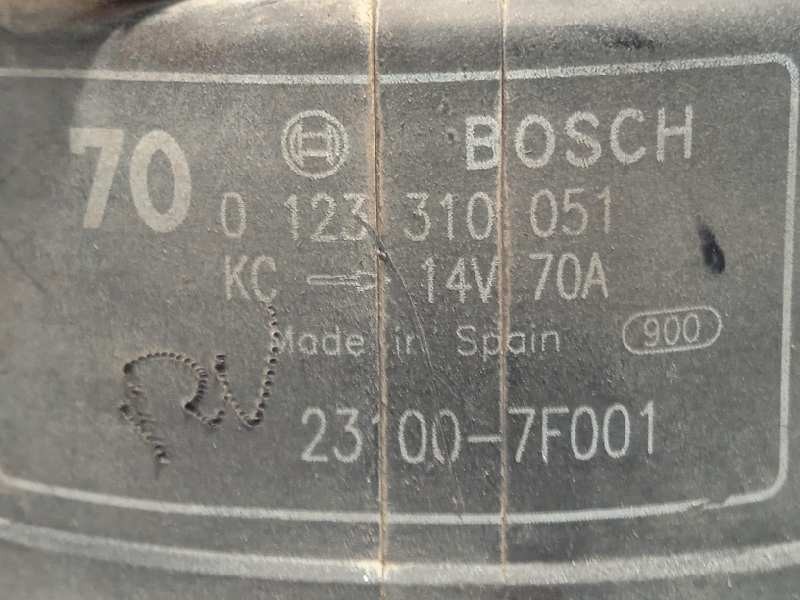 70 BOSCH
0 123 310 051
KC 14V 70A
Made in Spain 900
23100-7F001